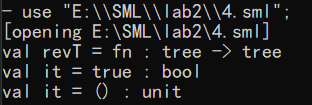 - use "E:\\SML\\lab2\\4.sml";
[opening E:\SML\lab2\4.sml]
val revT = fn : tree -> tree
val it = true : bool
val it = () : unit